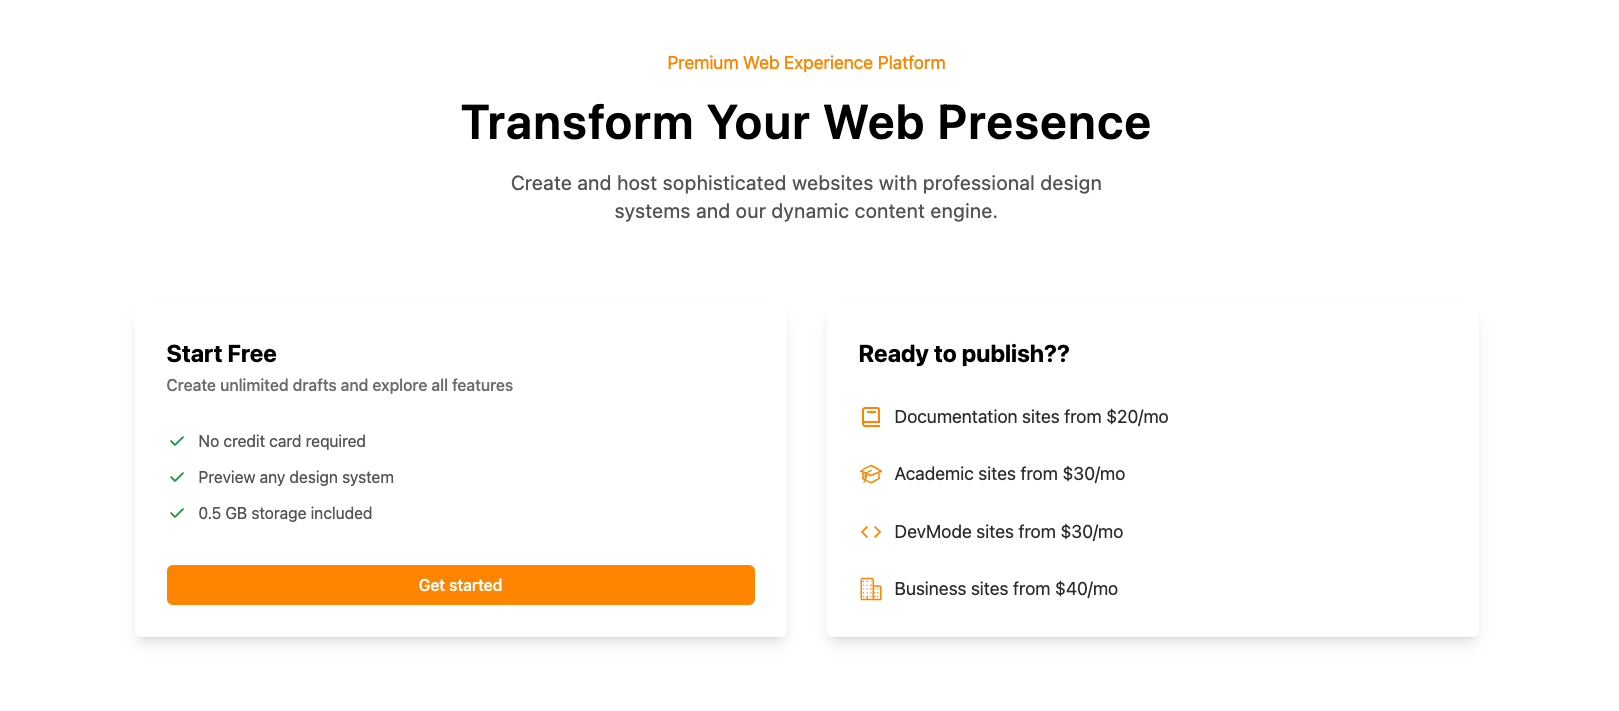 Premium Web Experience Platform
Transform Your Web Presence
Create and host sophisticated websites with professional design
systems and our dynamic content engine.
Start Free
Create unlimited drafts and explore all features
No credit card required
Preview any design system
0.5 GB storage included
Get started
Ready to publish??
Documentation sites from $20/mo
Academic sites from $30/mo
DevMode sites from $30/mo
Business sites from $40/mo